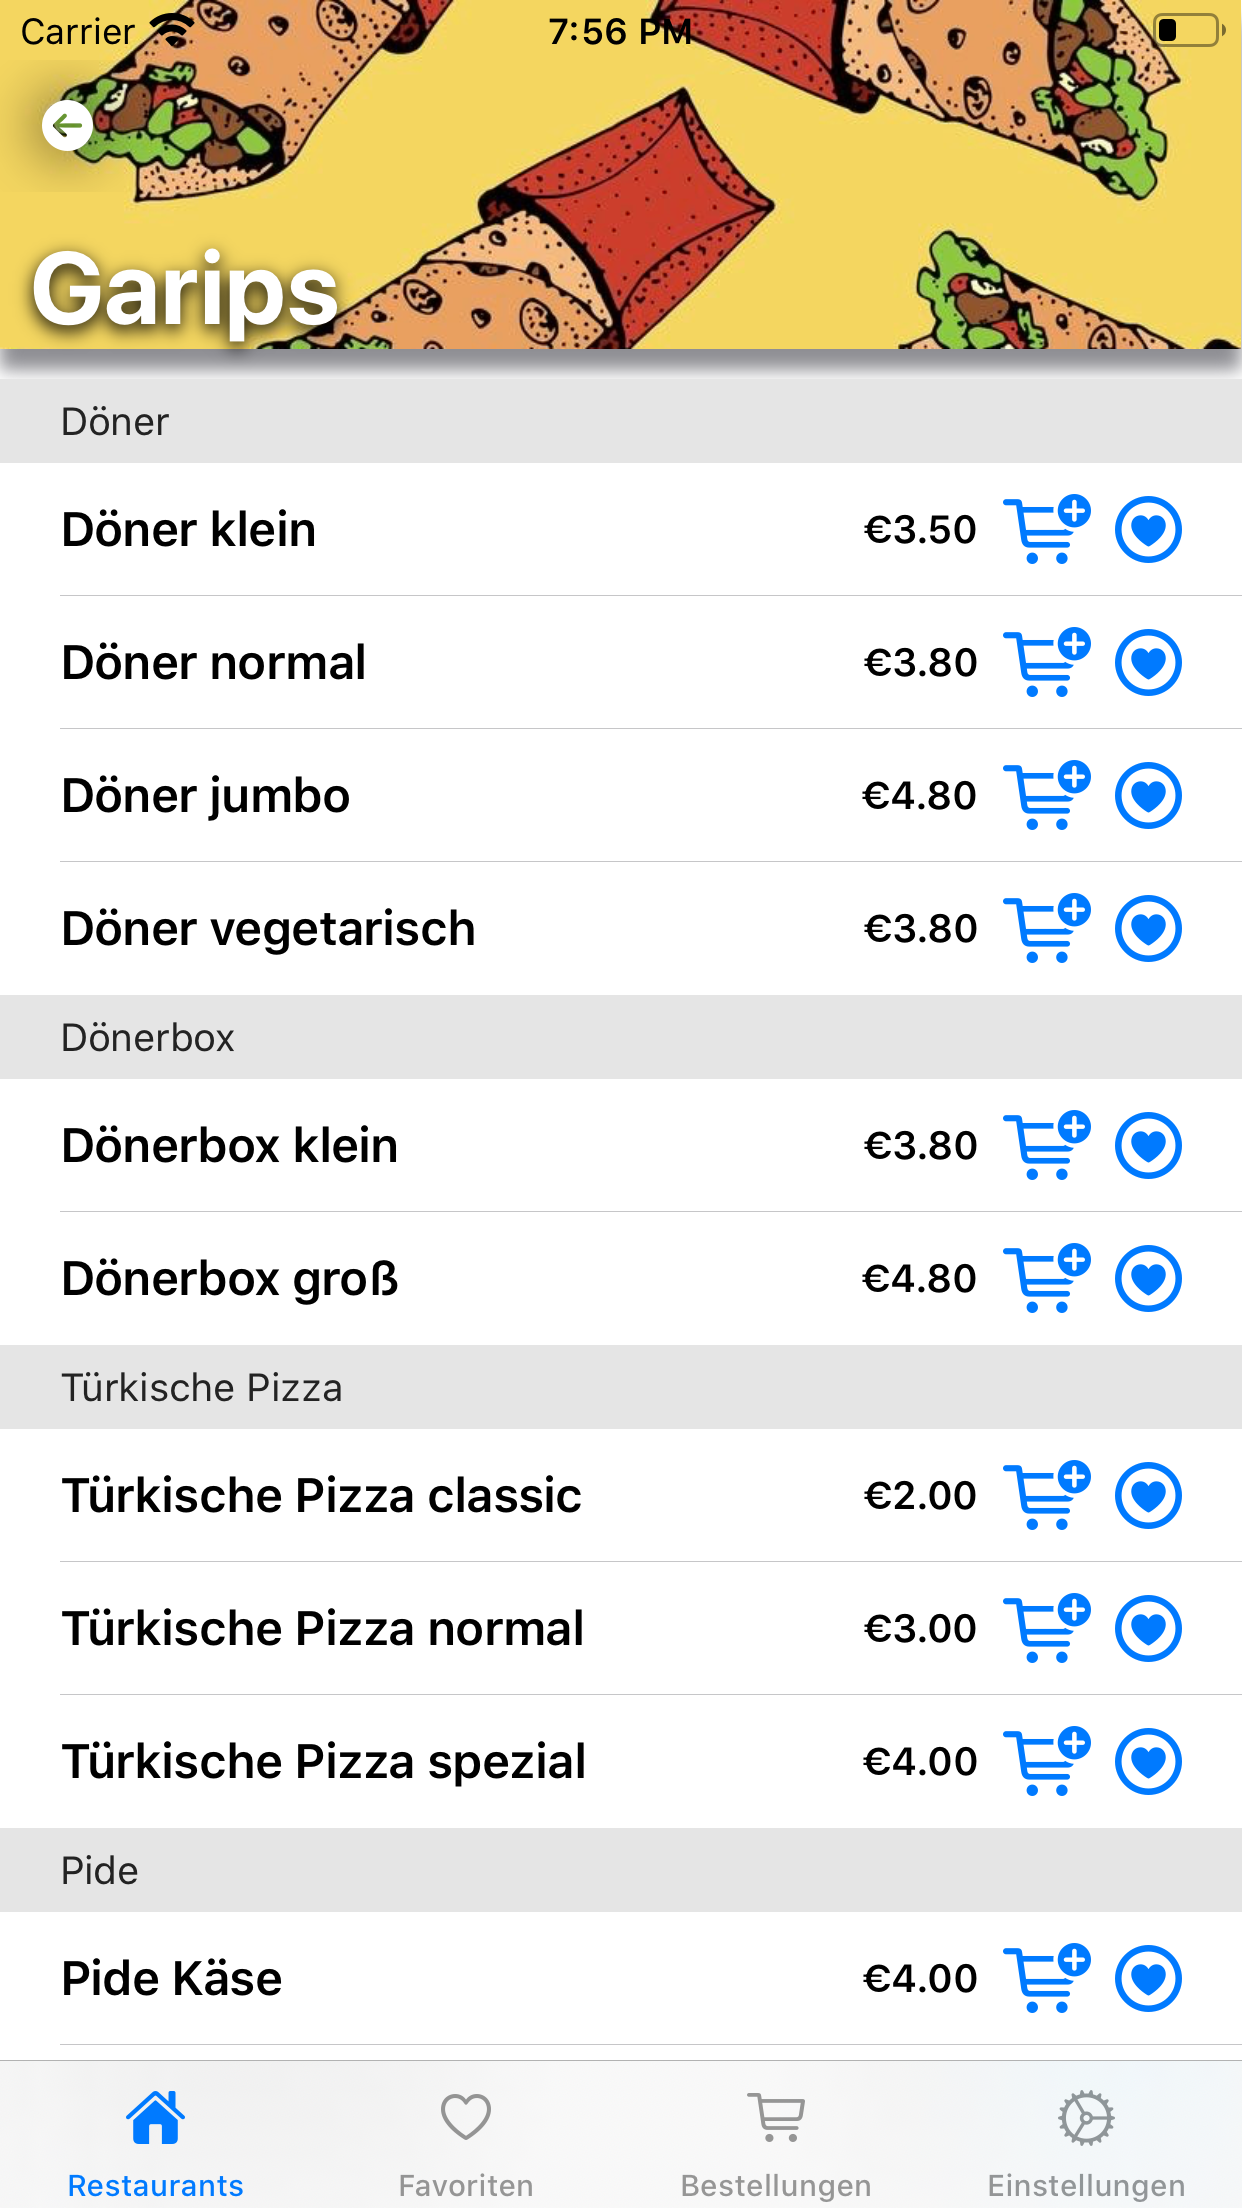 Carrier 7:56 PM
Garips
Döner
Döner klein €3.50
Döner normal €3.80
Döner jumbo €4.80
Döner vegetarisch €3.80
Dönerbox
Dönerbox klein €3.80
Dönerbox groß €4.80
Türkische Pizza
Türkische Pizza classic €2.00
Türkische Pizza normal €3.00
Türkische Pizza spezial €4.00
Pide
Pide Käse €4.00
Restaurants Favoriten Bestellungen Einstellungen